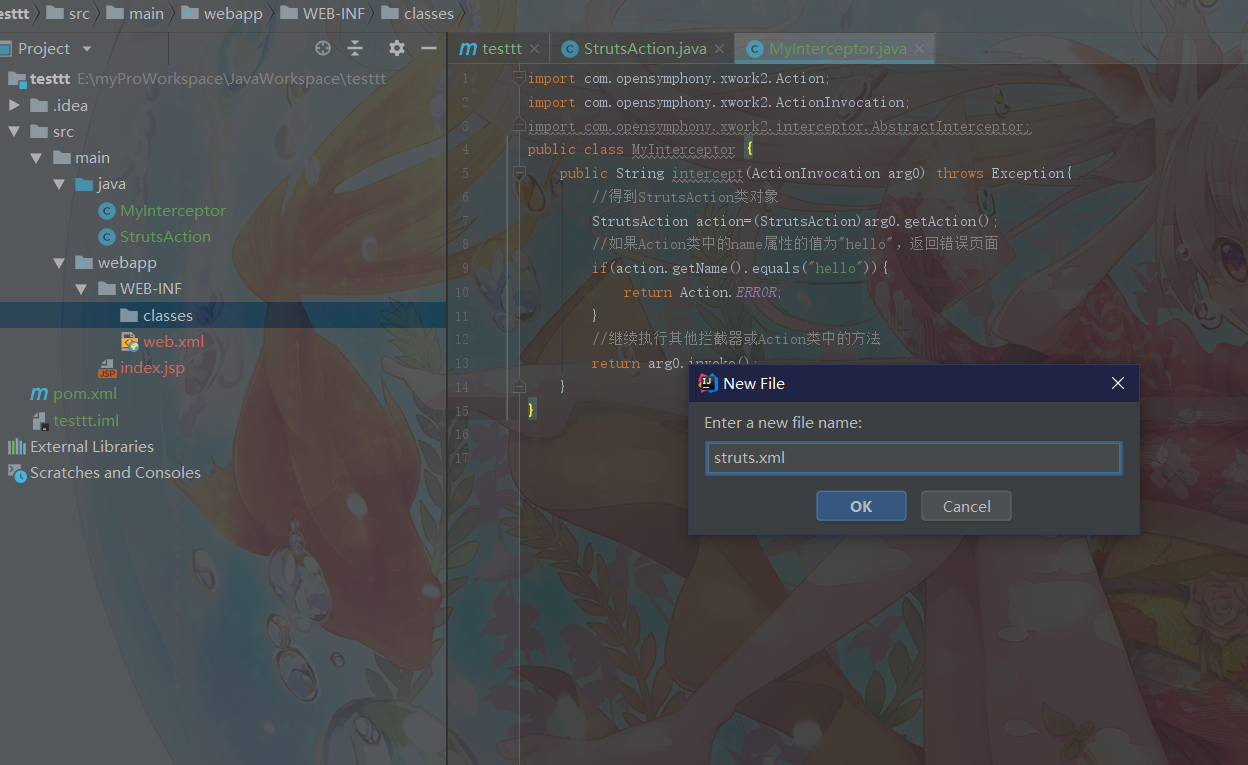 esttt src main webapp WEB-INF classes
Project
testtt E:\myProWorkspace\JavaWorkspace\testtt
.idea
src
main
java
MyInterceptor
StrutsAction
webapp
WEB-INF
classes
web.xml
index.jsp
pom.xml
testtt.iml
External Libraries
Scratches and Consoles
testtt StrutsAction.java MyInterceptor.java
1 import com.opensymphony.xwork2.Action;
2 import com.opensymphony.xwork2.ActionInvocation;
3 import com.opensymphony.xwork2.interceptor.AbstractInterceptor;
4 public class MyInterceptor {
5 public String intercept(ActionInvocation arg0) throws Exception{
6 //得到StrutsAction类对象
7 StrutsAction action=(StrutsAction)arg0.getAction();
8 //如果Action类中的name属性的值为"hello"，返回错误页面
9 if(action.getName().equals("hello")){
10 return Action.ERROR;
11 }
12 //继续执行其他拦截器或Action类中的方法
13 return arg0.invoke();
14 }
15 }
16
17
New File
Enter a new file name:
struts.xml
OK Cancel